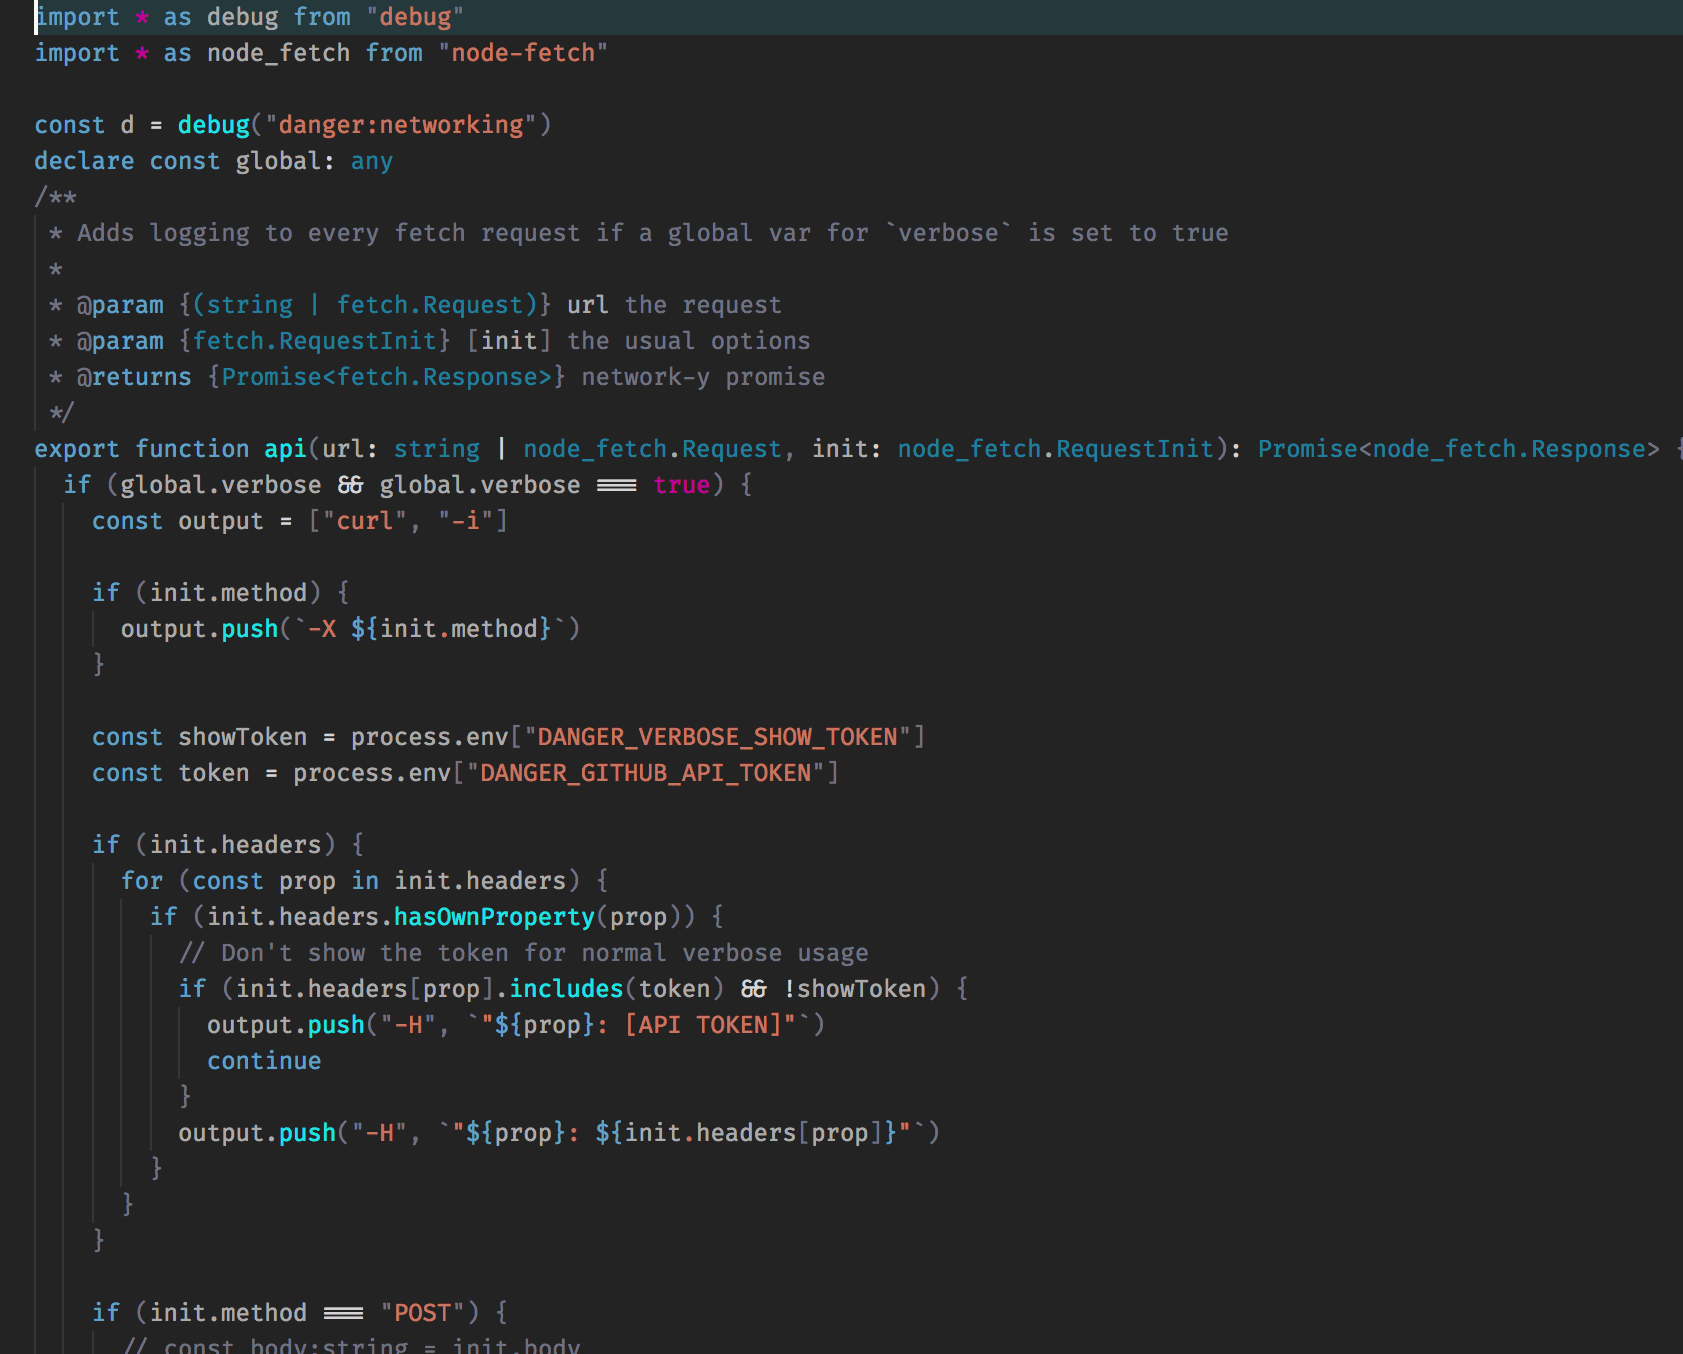 import * as debug from "debug"
import * as node_fetch from "node-fetch"

const d = debug("danger:networking")
declare const global: any
/**
 * Adds logging to every fetch request if a global var for `verbose` is set to true
 *
 * @param {(string | fetch.Request)} url the request
 * @param {fetch.RequestInit} [init] the usual options
 * @returns {Promise<fetch.Response>} network-y promise
 */
export function api(url: string | node_fetch.Request, init: node_fetch.RequestInit): Promise<node_fetch.Response> {
  if (global.verbose && global.verbose === true) {
    const output = ["curl", "-i"]

    if (init.method) {
      output.push(`-X ${init.method}`)
    }

    const showToken = process.env["DANGER_VERBOSE_SHOW_TOKEN"]
    const token = process.env["DANGER_GITHUB_API_TOKEN"]

    if (init.headers) {
      for (const prop in init.headers) {
        if (init.headers.hasOwnProperty(prop)) {
          // Don't show the token for normal verbose usage
          if (init.headers[prop].includes(token) && !showToken) {
            output.push("-H", `"${prop}: [API TOKEN]"`)
            continue
          }
          output.push("-H", `"${prop}: ${init.headers[prop]}"`)
        }
      }
    }

    if (init.method === "POST") {
      // const body:string = init.body